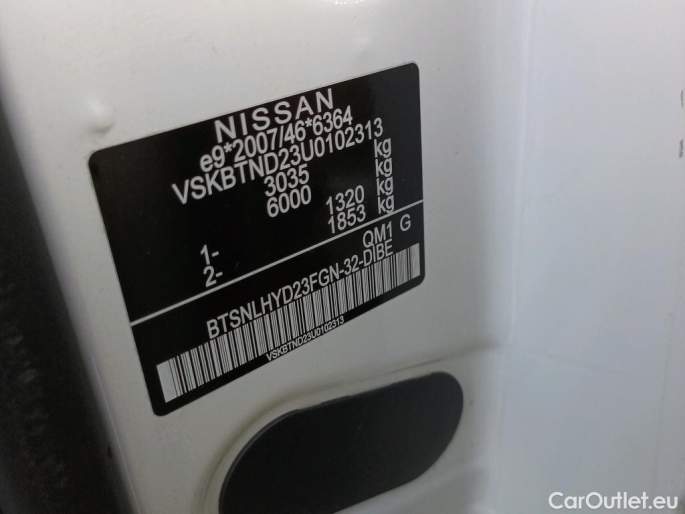 NISSAN
e9*2007/46*6364
VSKBTND23U0102313
3035 kg
6000 kg
1- 1320 kg
2- 1853 kg
QM1 G
BTSNLHYD23FGN-32-DIBE
VSKBTND23U0102313
CarOutlet.eu